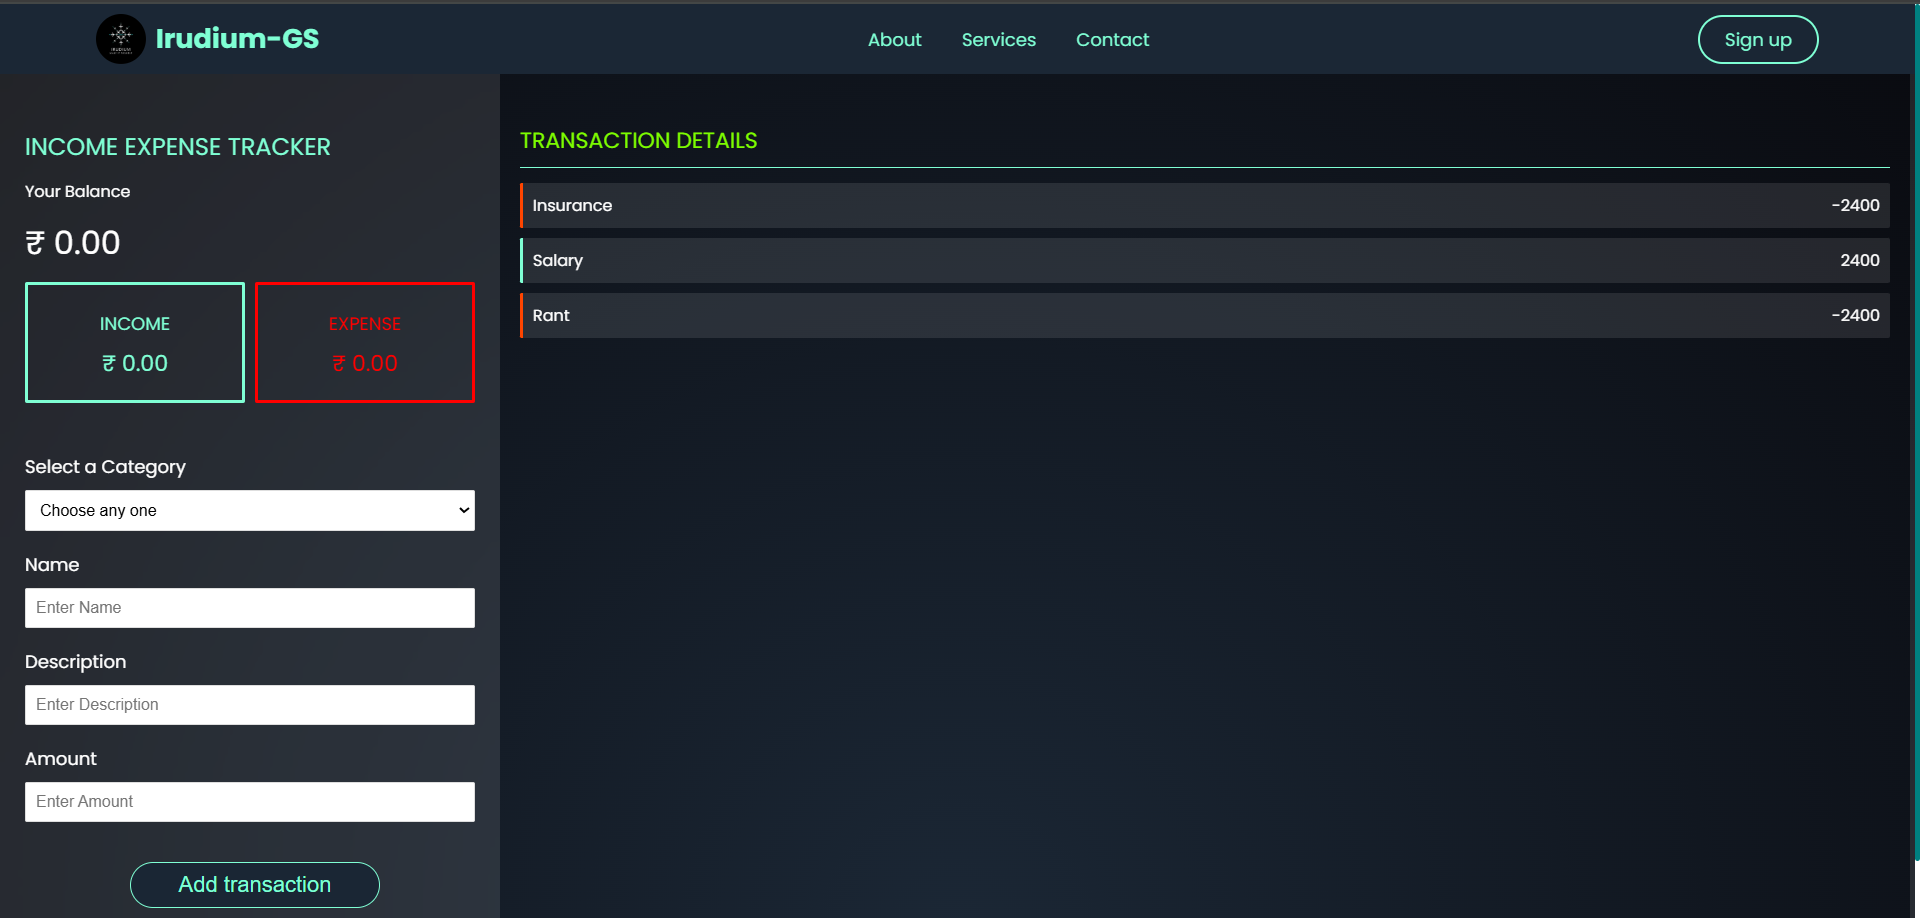 IRUDIUM
Irudium-GS
About
Services
Contact
Sign up
INCOME EXPENSE TRACKER
Your Balance
₹ 0.00
INCOME
₹ 0.00
EXPENSE
₹ 0.00
Select a Category
Choose any one
Name
Enter Name
Description
Enter Description
Amount
Enter Amount
Add transaction
TRANSACTION DETAILS
Insurance -2400
Salary 2400
Rant -2400